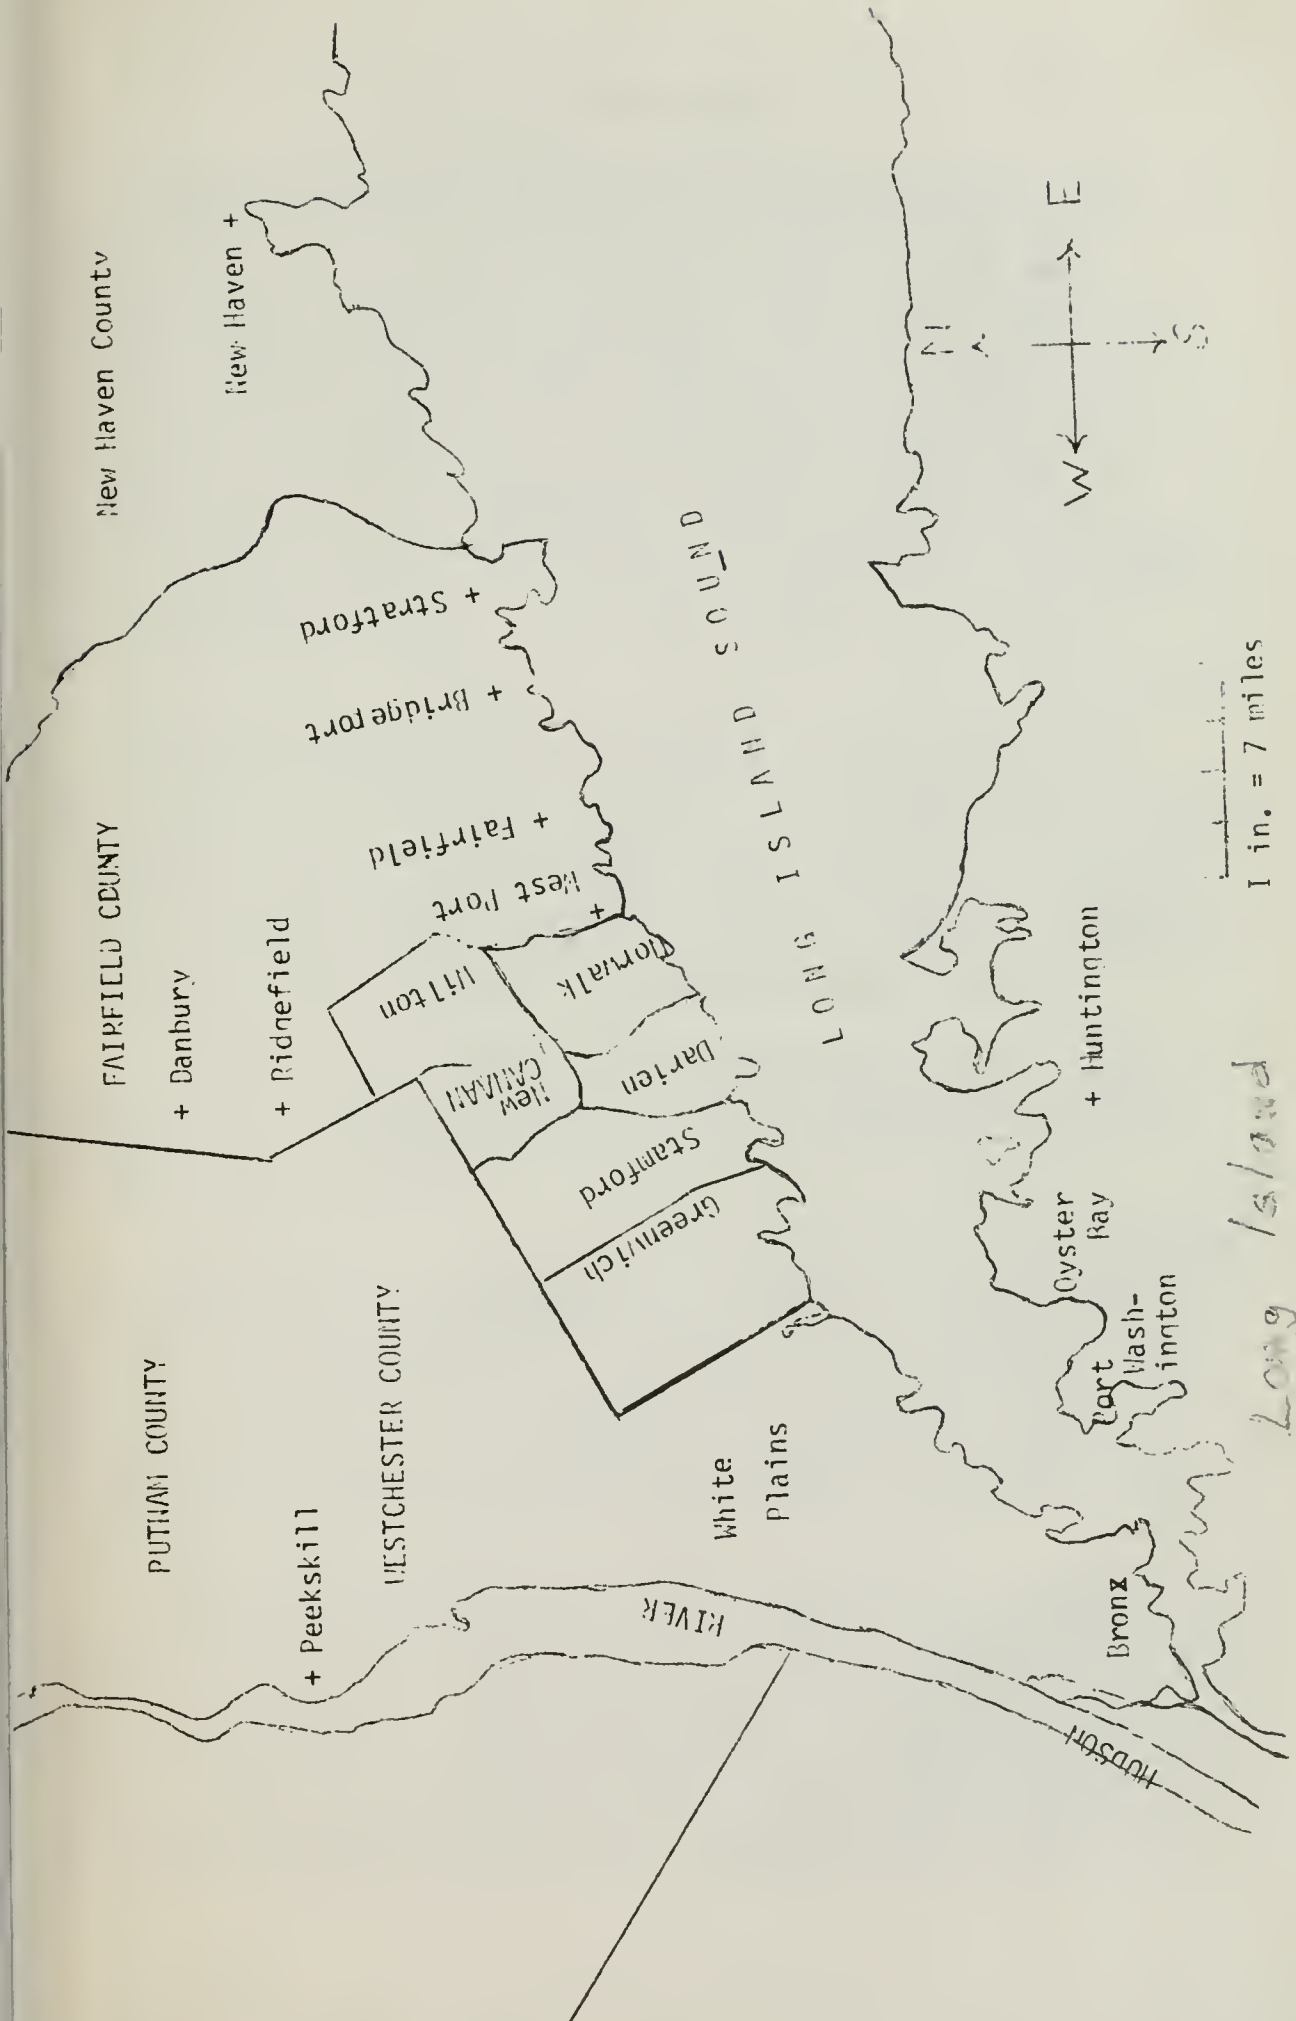 New Haven County
New Haven +
FAIRFIELD COUNTY
+ Danbury
+ Ridgefield
PUTNAM COUNTY
+ Peekskill
WESTCHESTER COUNTY
White
Plains
+ Stratford
+ Bridgeport
+ Fairfield
West Port
+
Wilton
Norwalk
New
CANAAN
Darien
Stamford
Greenwich
LONG ISLAND SOUND
RIVER
HUDSON
Bronx
Port
Wash-
ington
Oyster
Bay
+ Huntington
Long Island
N
W
E
S
1 in. = 7 miles